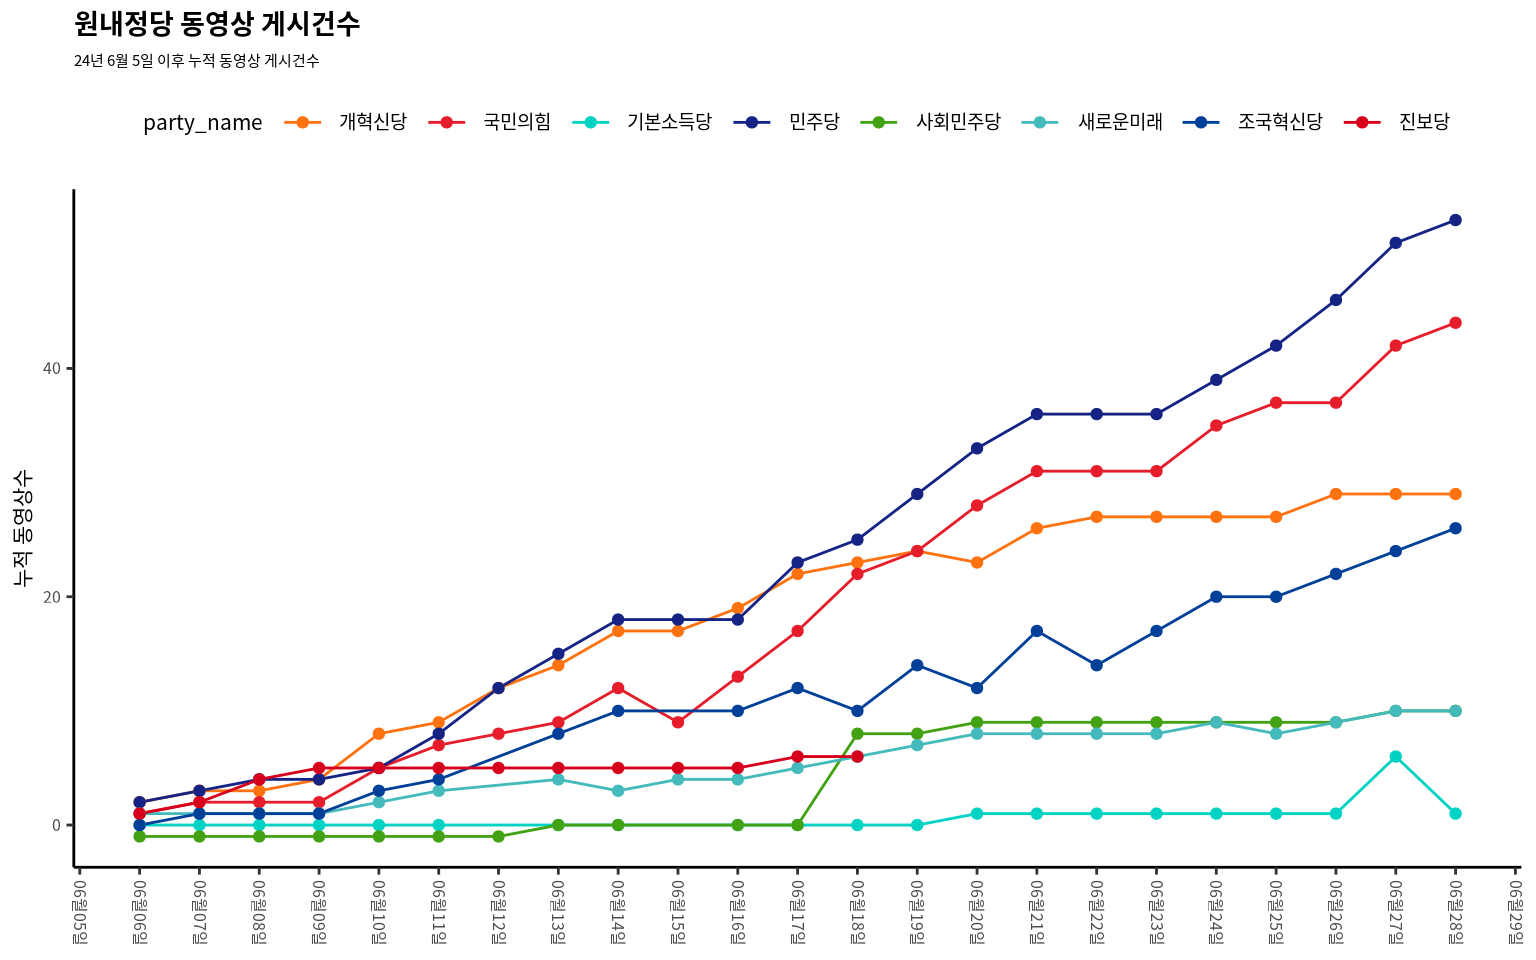 원내정당 동영상 게시건수
24년 6월 5일 이후 누적 동영상 게시건수
party_name 개혁신당 국민의힘 기본소득당 민주당 사회민주당 새로운미래 조국혁신당 진보당
누적 동영상수
40
20
0
06월05일 06월06일 06월07일 06월08일 06월09일 06월10일 06월11일 06월12일 06월13일 06월14일 06월15일 06월16일 06월17일 06월18일 06월19일 06월20일 06월21일 06월22일 06월23일 06월24일 06월25일 06월26일 06월27일 06월28일 06월29일